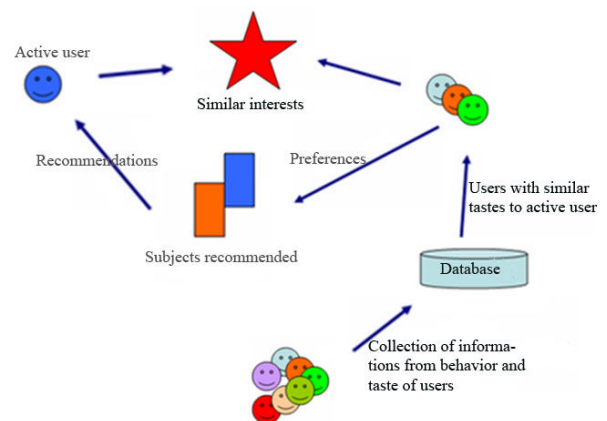 Active user
Similar interests
Recommendations
Preferences
Users with similar
tastes to active user
Subjects recommended
Database
Collection of informa-
tions from behavior and
taste of users